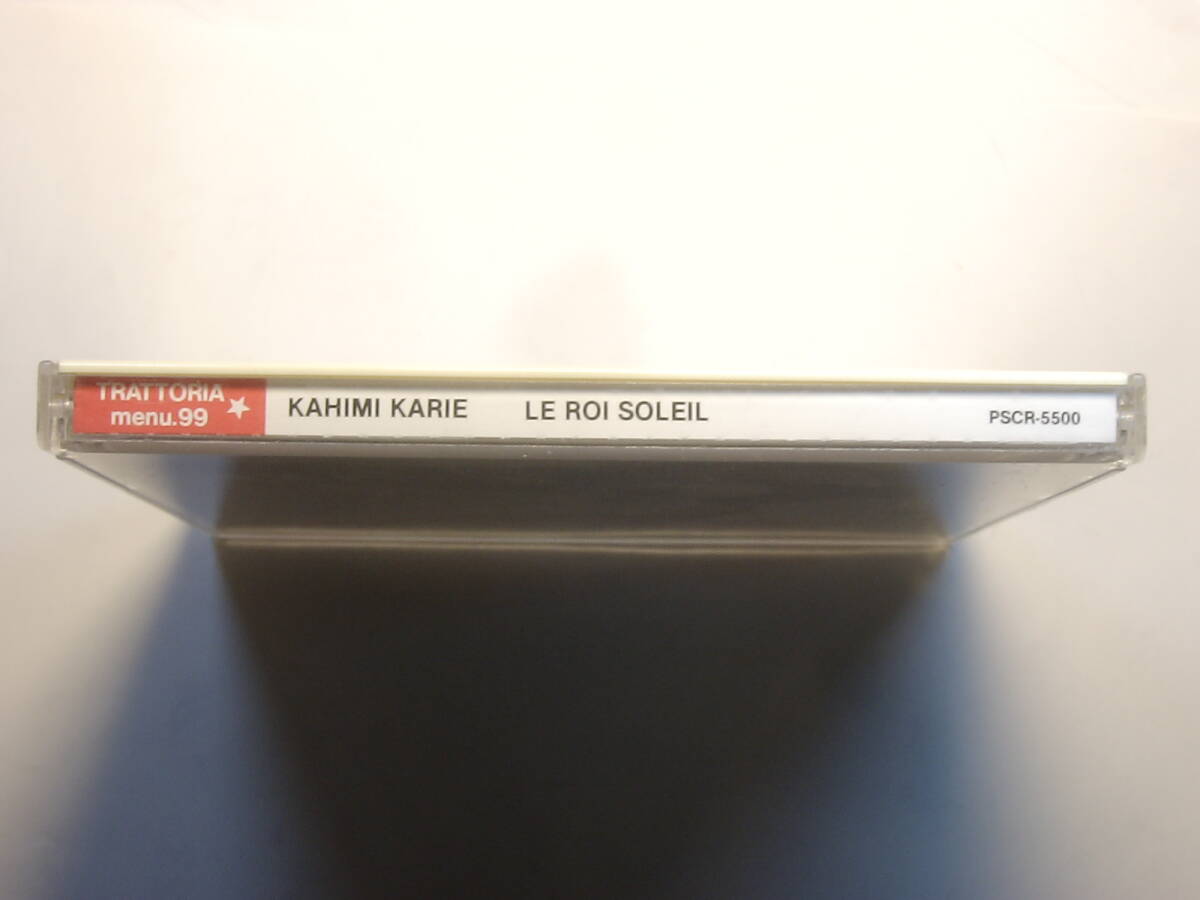 TRATTORIA
menu.99
KAHIMI KARIE LE ROI SOLEIL
PSCR-5500